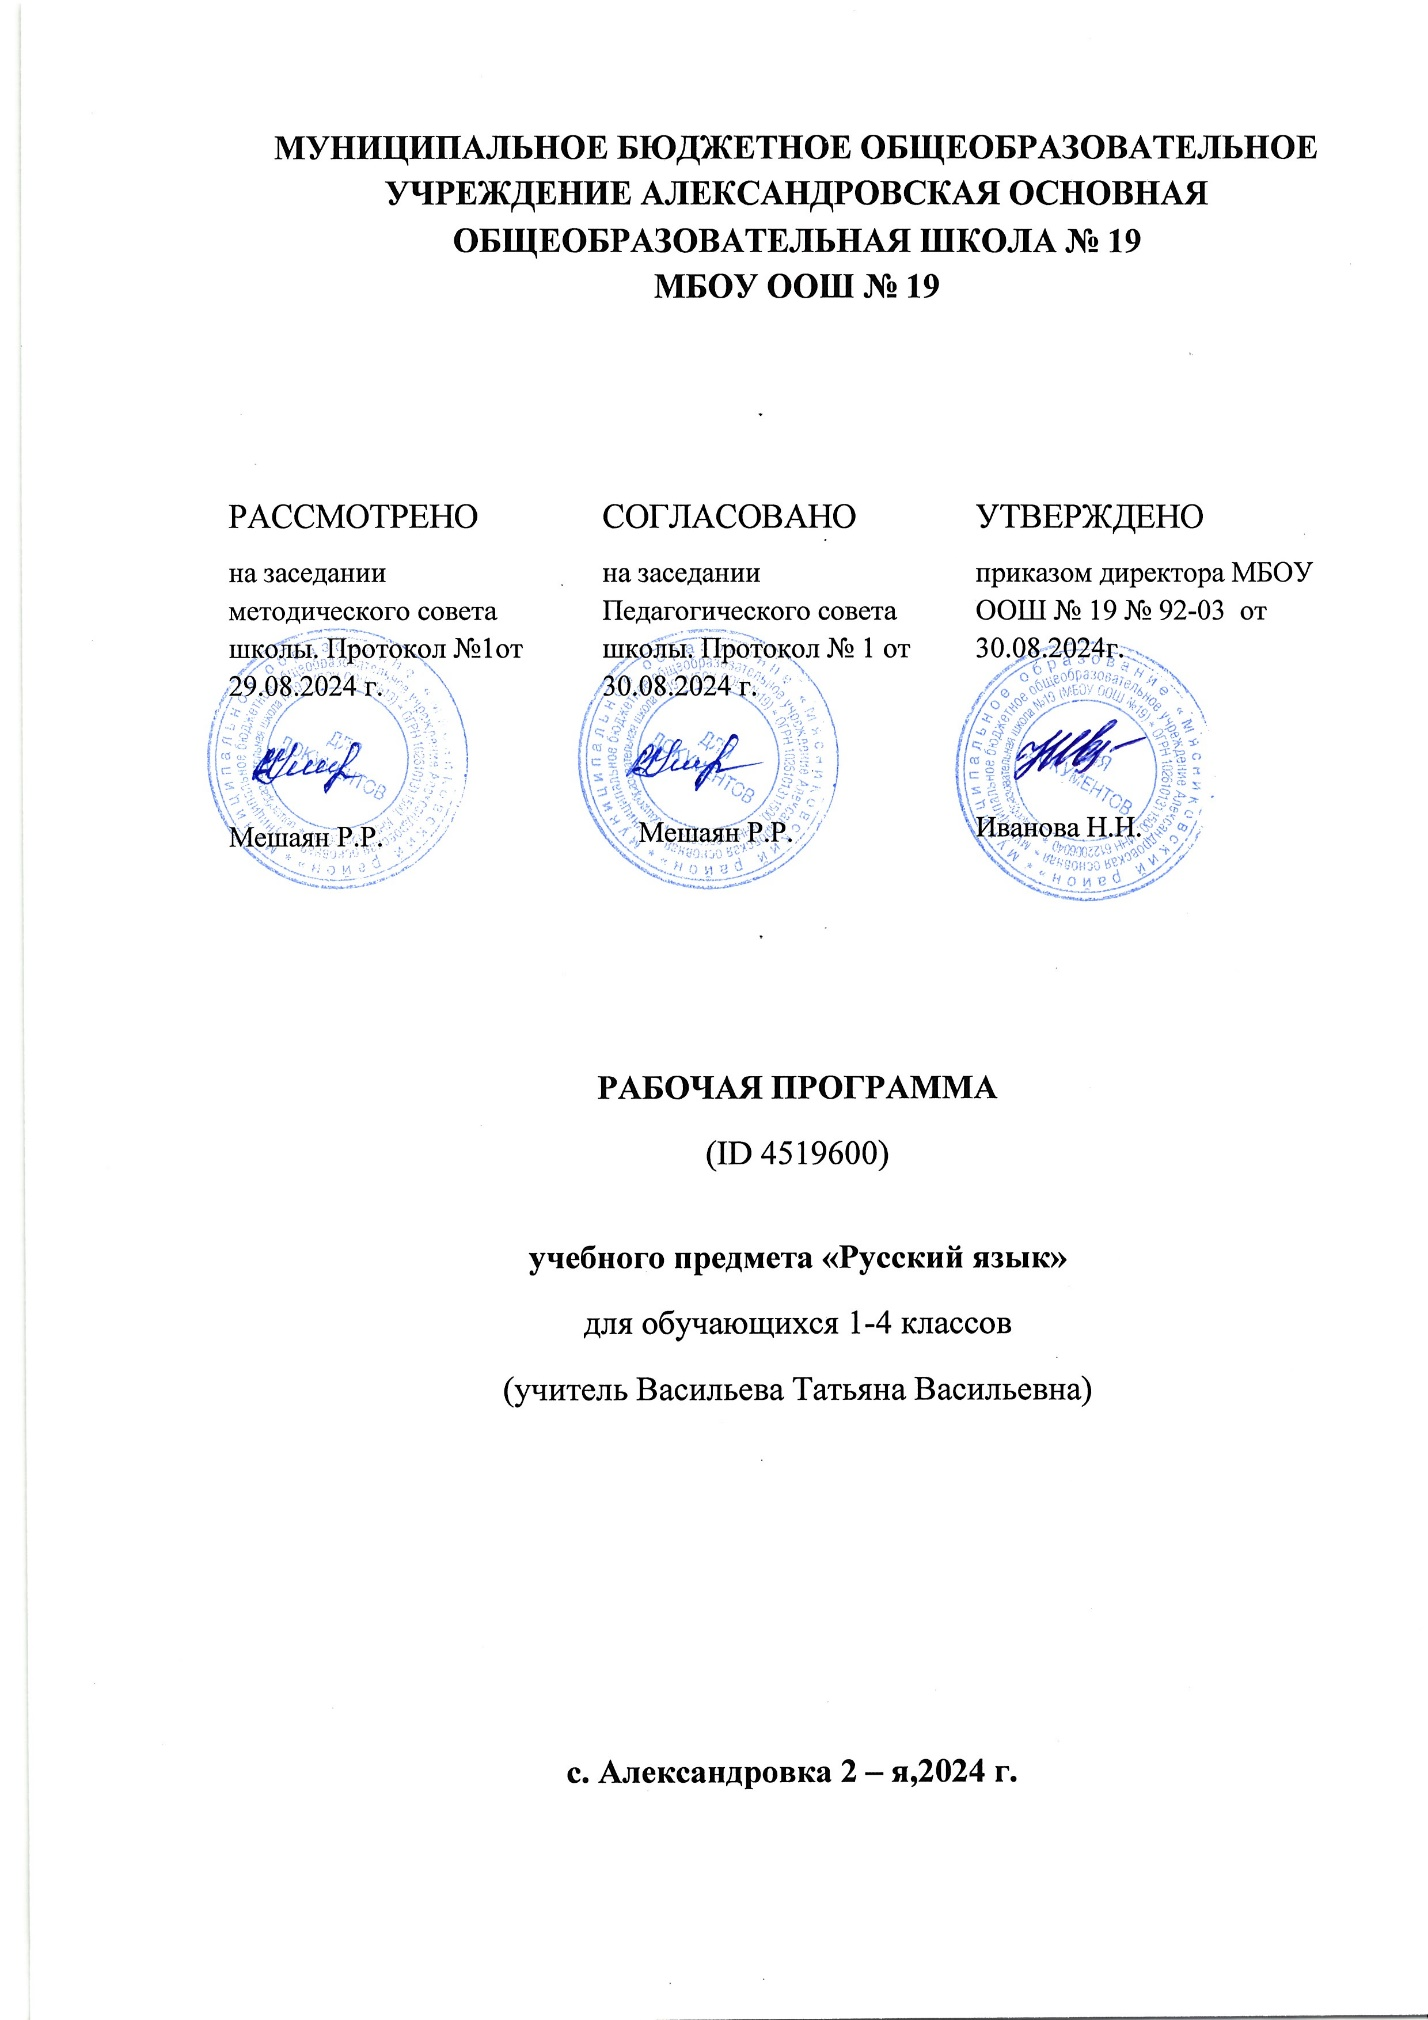 МУНИЦИПАЛЬНОЕ БЮДЖЕТНОЕ ОБЩЕОБРАЗОВАТЕЛЬНОЕ
УЧРЕЖДЕНИЕ АЛЕКСАНДРОВСКАЯ ОСНОВНАЯ
ОБЩЕОБРАЗОВАТЕЛЬНАЯ ШКОЛА № 19
МБОУ ООШ № 19
РАССМОТРЕНО
на заседании
методического совета
школы. Протокол №1от
29.08.2024 г.
Мешаян Р.Р.
СОГЛАСОВАНО
на заседании
Педагогического совета
школы. Протокол № 1 от
30.08.2024 г.
Мешаян Р.Р.
УТВЕРЖДЕНО
приказом директора МБОУ
ООШ № 19 № 92-03 от
30.08.2024г.
Иванова Н.Н.
РАБОЧАЯ ПРОГРАММА
(ID 4519600)
учебного предмета «Русский язык»
для обучающихся 1-4 классов
(учитель Васильева Татьяна Васильевна)
с. Александровка 2 – я,2024 г.